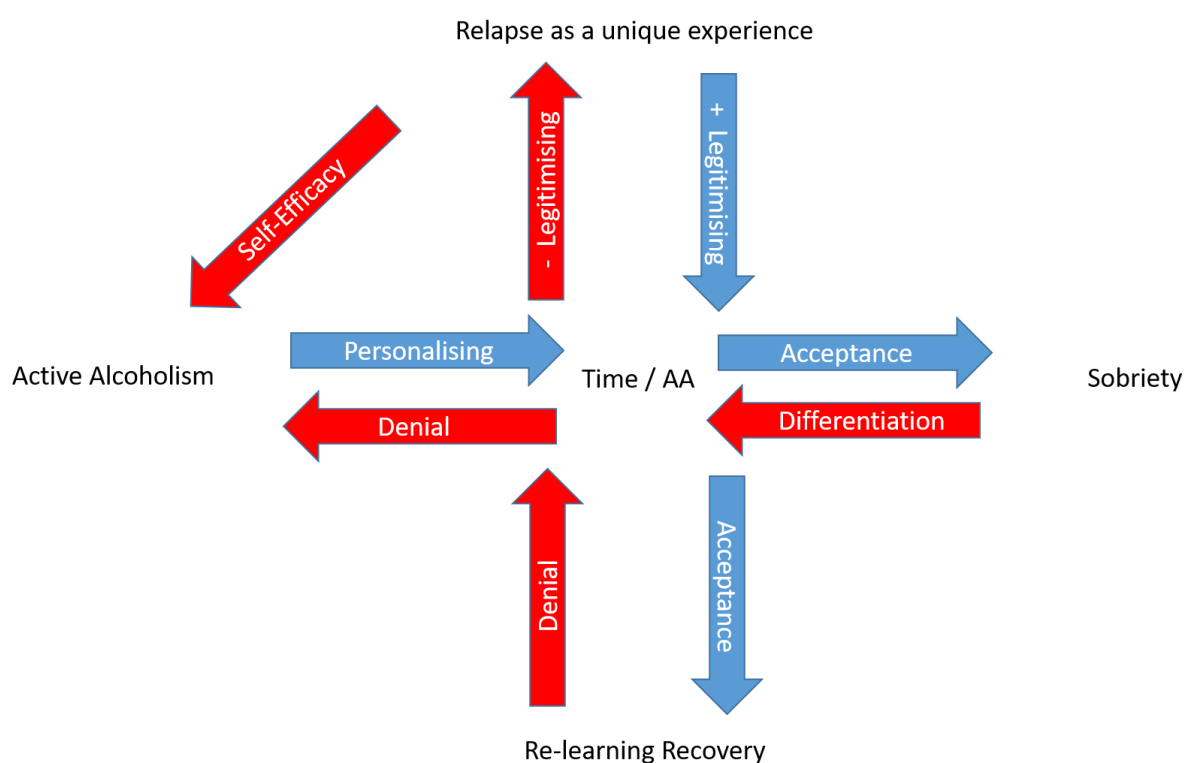 Relapse as a unique experience
Self-Efficacy
- Legitimising
+ Legitimising
Personalising
Acceptance
Active Alcoholism
Time / AA
Sobriety
Denial
Differentiation
Denial
Acceptance
Re-learning Recovery